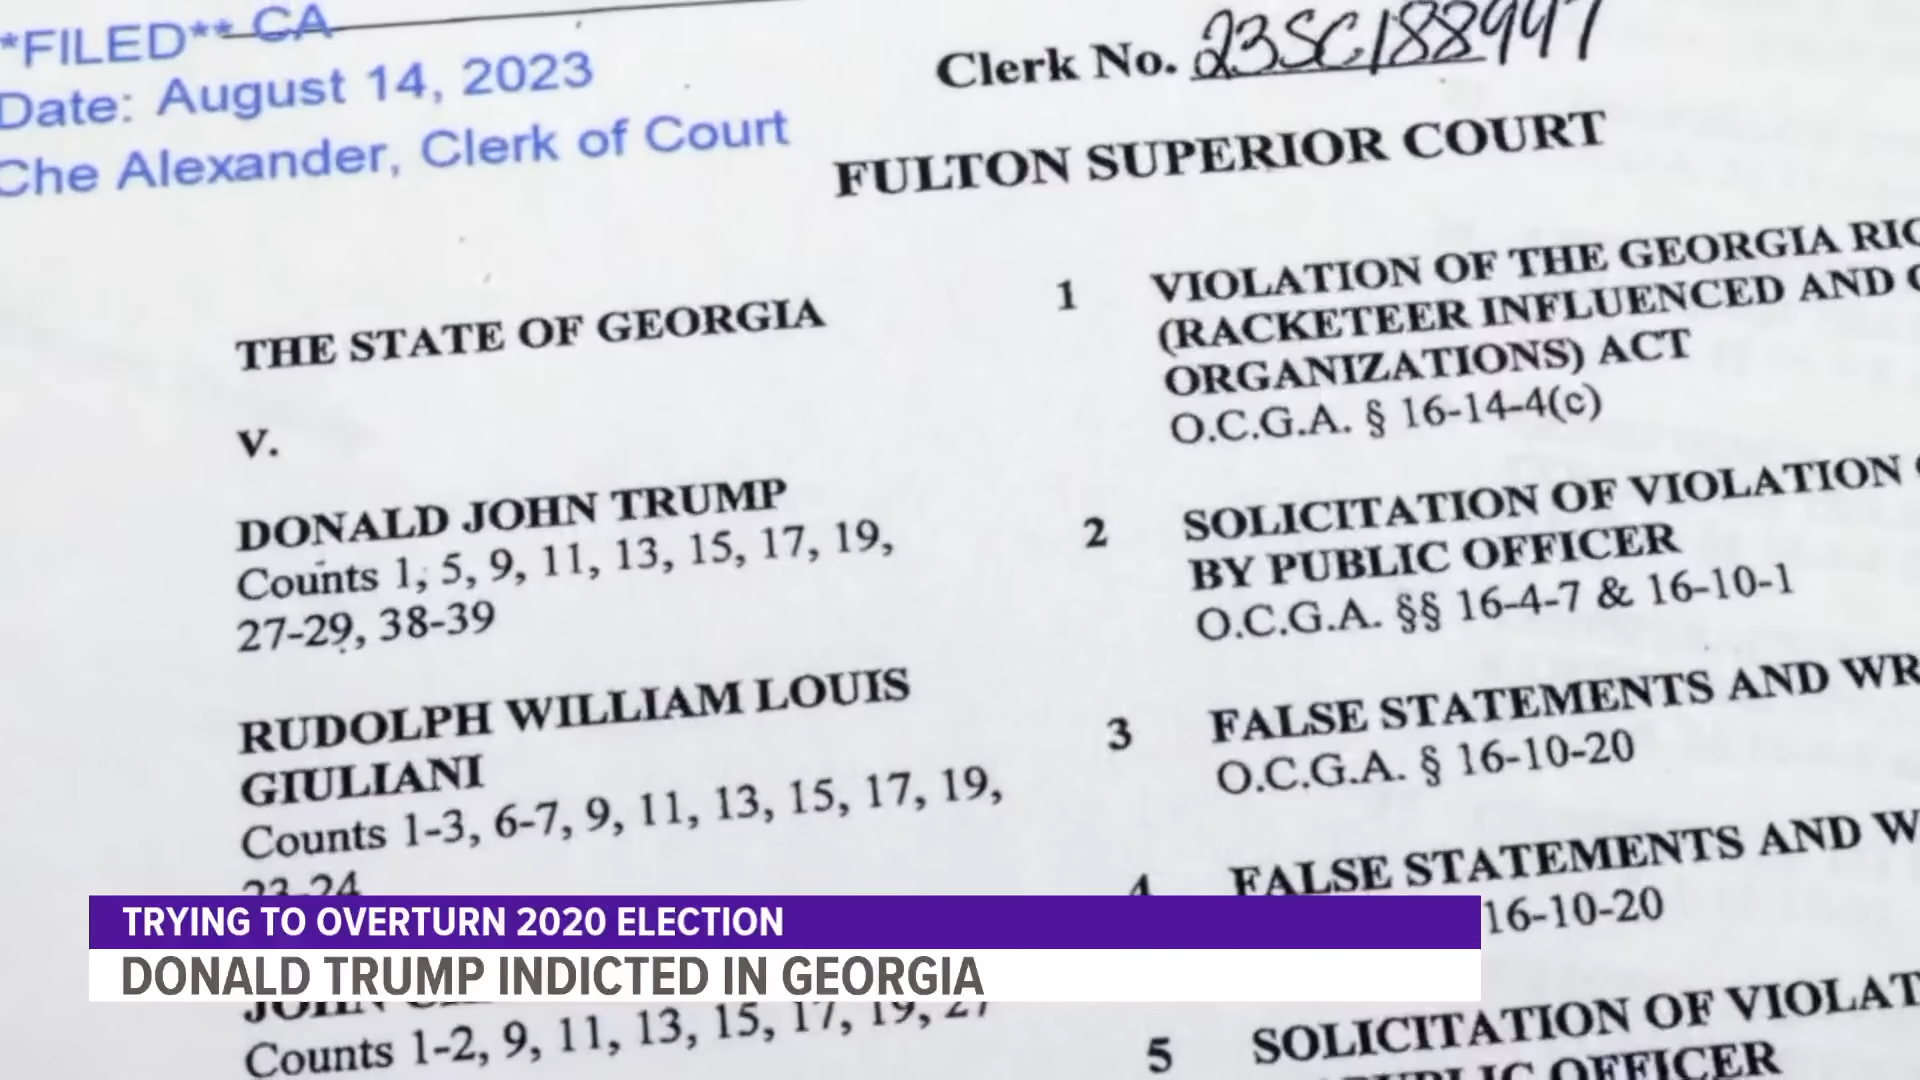 *FILED** CA
Date: August 14, 2023
Che Alexander, Clerk of Court
Clerk No. 23SC188947
FULTON SUPERIOR COURT
THE STATE OF GEORGIA
V.
DONALD JOHN TRUMP
Counts 1, 5, 9, 11, 13, 15, 17, 19,
27-29, 38-39
RUDOLPH WILLIAM LOUIS
GIULIANI
Counts 1-3, 6-7, 9, 11, 13, 15, 17, 19,
23-24
JOHN
Counts 1-2, 9, 11, 13, 15, 17, 19, 27
1 VIOLATION OF THE GEORGIA
(RACKETEER INFLUENCED AND
ORGANIZATIONS) ACT
O.C.G.A. § 16-14-4(c)
2 SOLICITATION OF VIOLATION
BY PUBLIC OFFICER
O.C.G.A. §§ 16-4-7 & 16-10-1
3 FALSE STATEMENTS AND
O.C.G.A. § 16-10-20
4 FALSE STATEMENTS AND
16-10-20
5 SOLICITATION OF
PUBLIC OFFICER
TRYING TO OVERTURN 2020 ELECTION
DONALD TRUMP INDICTED IN GEORGIA